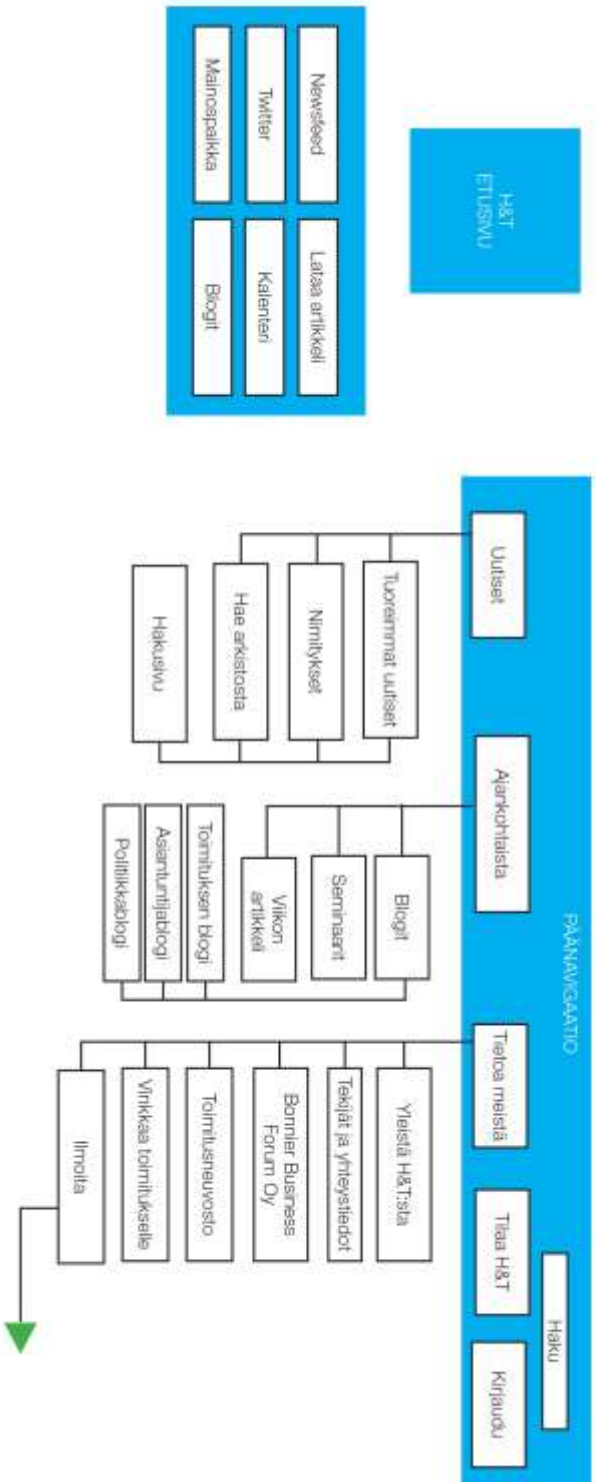 H&T
ETUSIVU
Newsfeed
Lataa artikkeli
Twitter
Kalenteri
Mainospaikka
Blogit
PÄÄNAVIGAATIO
Haku
Uutiset
Ajankohtaista
Tietoa meistä
Tilaa H&T
Kirjaudu
Tuoreimmat uutiset
Nimitykset
Hae arkistosta
Hakusivu
Blogit
Seminaarit
Viikon
artikkeli
Toimituksen blogi
Asiantuntijablogi
Politiikkablogi
Yleistä H&T:sta
Tekijät ja yhteystiedot
Bonnier Business
Forum Oy
Toimitusneuvosto
Vinkkaa toimitukselle
Ilmoita